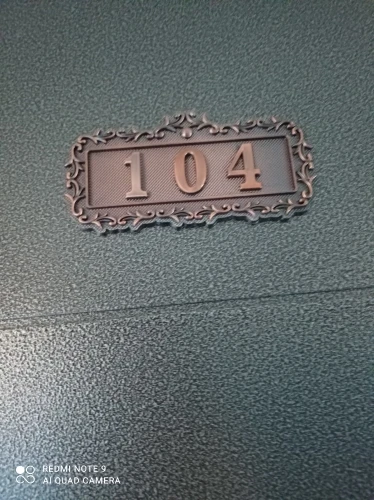 104
REDMI NOTE 9
AI QUAD CAMERA